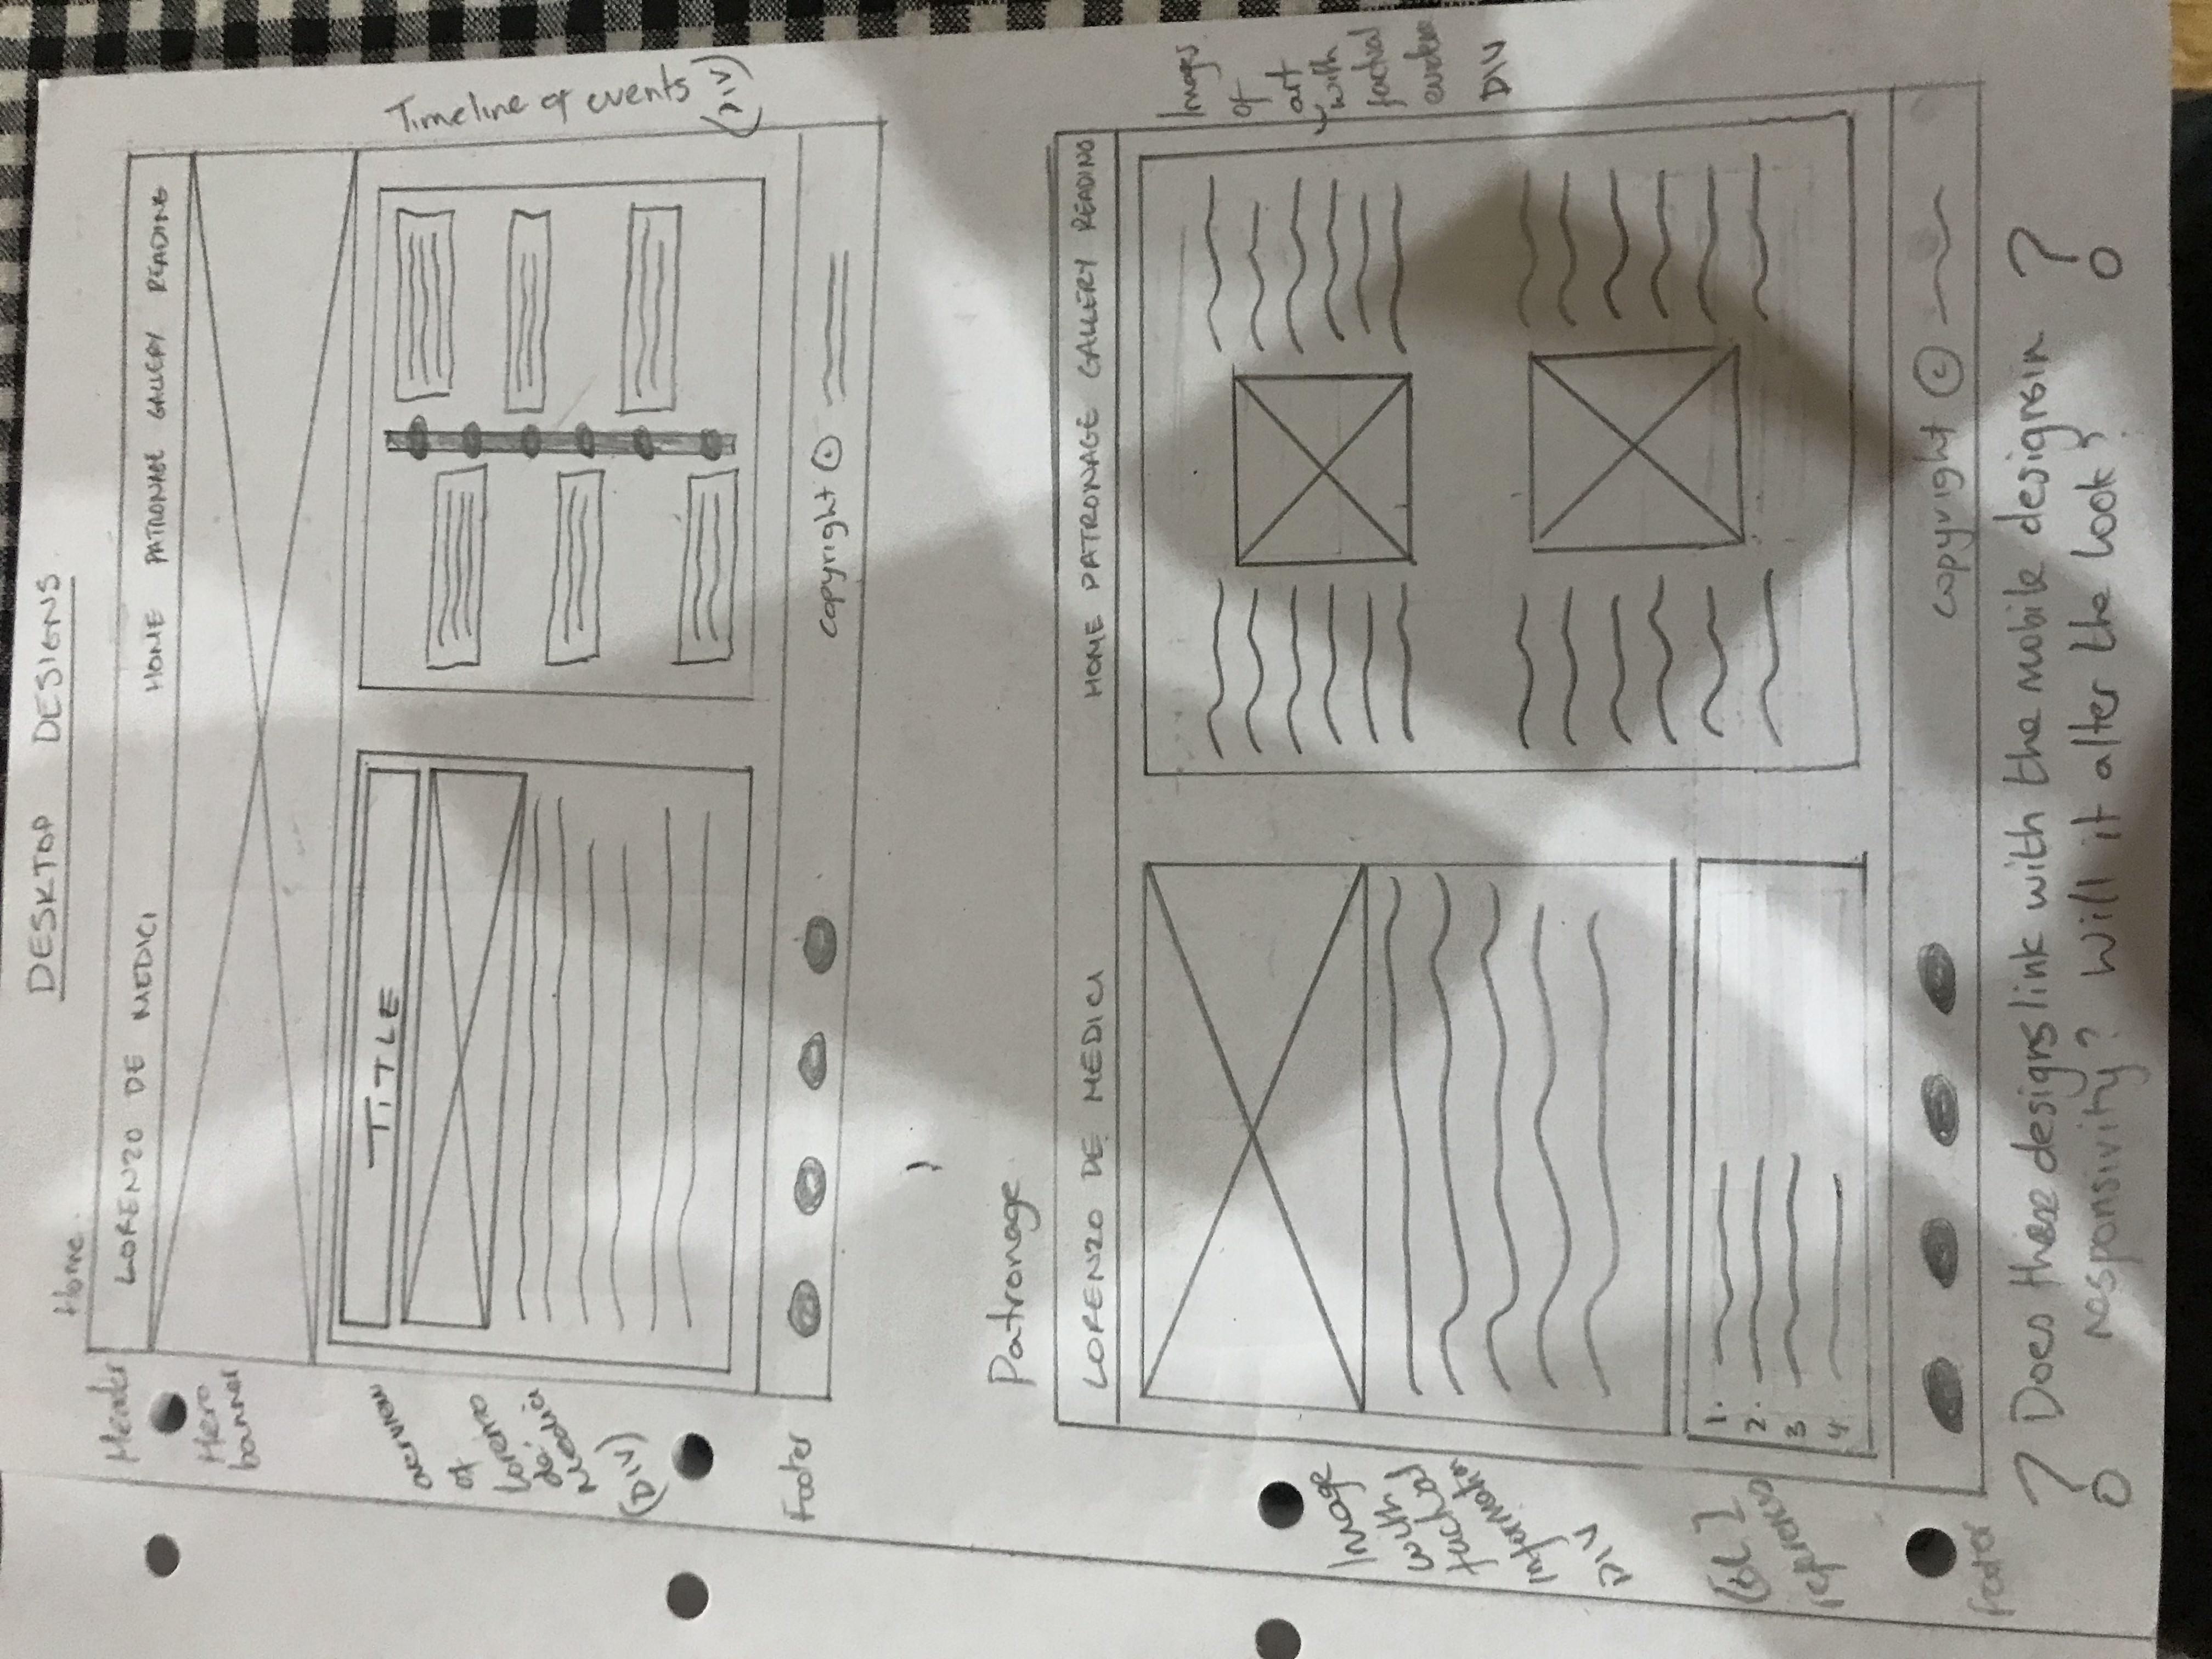 DESKTOP DESIGNS
Home
Header
LORENZO DE MEDICI
HOME PATRONAGE GALLERY READING
Hero
banner
TITLE
overview
of
Lorenzo
de'
Medici
(DIV)
Timeline of events
(DIV)
Footer
copyright ©
Patronage
LORENZO DE MEDICI
HOME PATRONAGE GALLERY READING
Image
with
factual
information
DIV
Images
of
art
with
factual
evidence
DIV
1.
2.
3
4
Footer
copyright ©
? Does these designs link with the mobile designs in ?
responsivity? Will it alter the look?